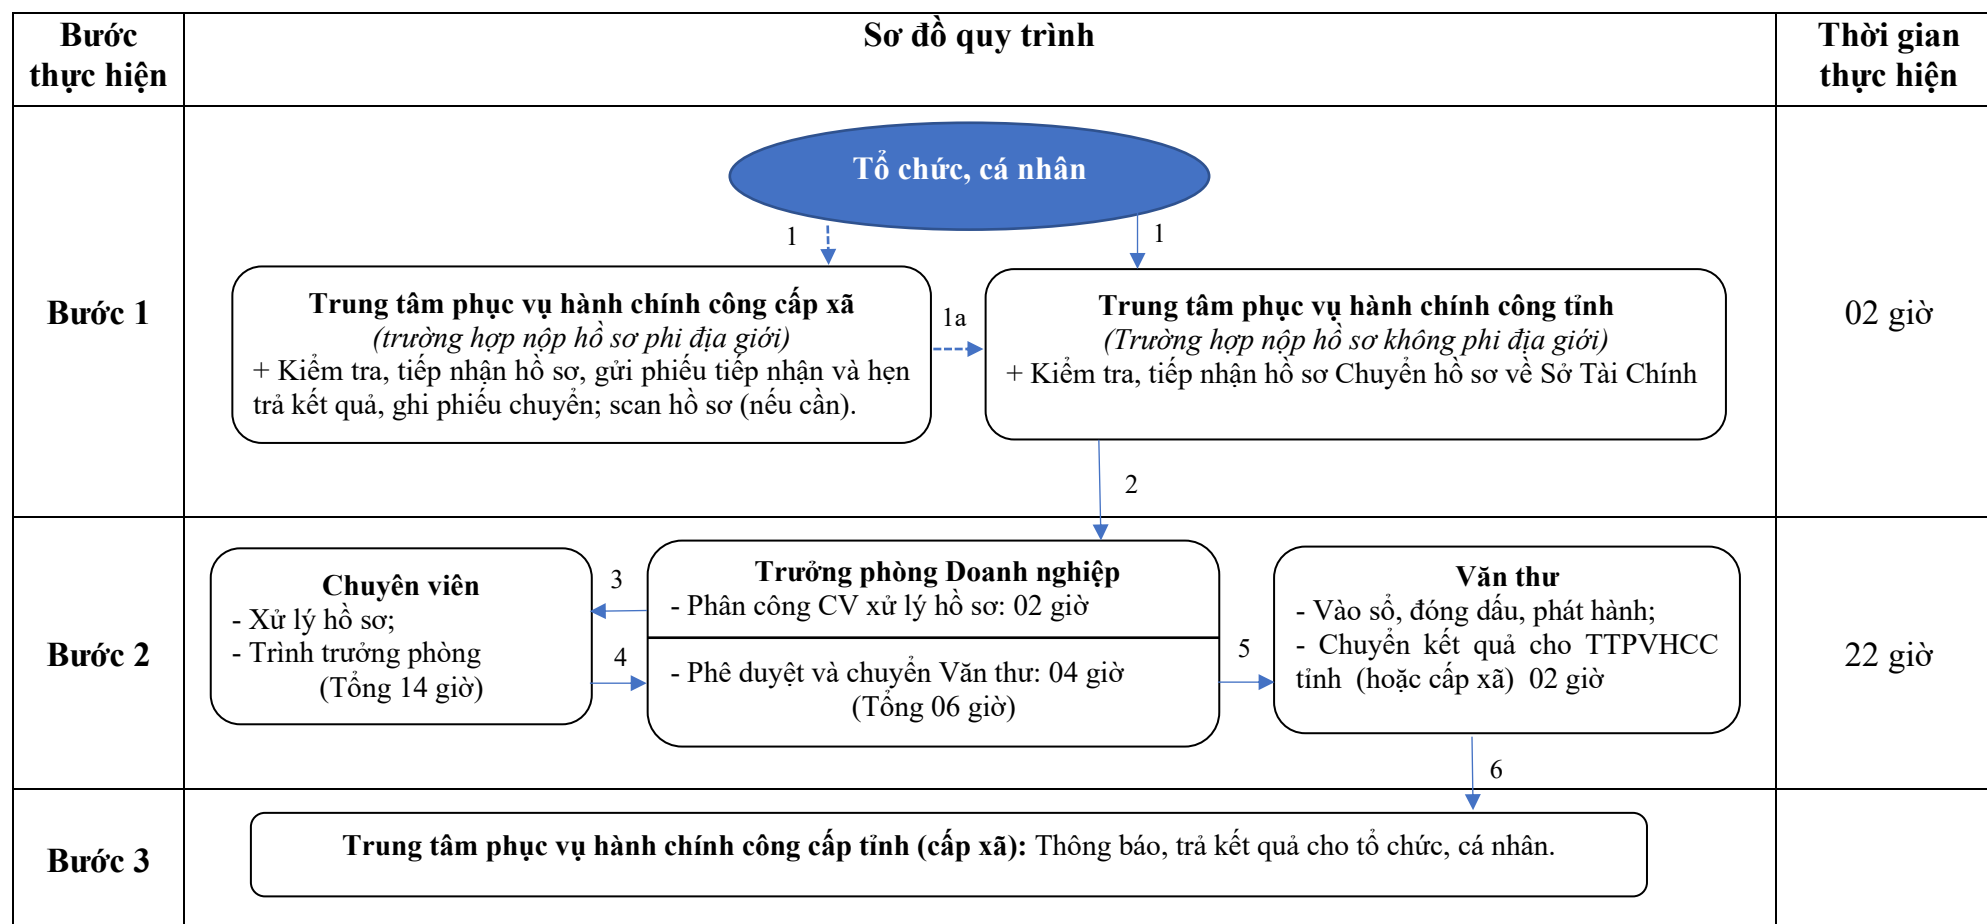 Bước
thực hiện
Sơ đồ quy trình
Thời gian
thực hiện
Bước 1
Tổ chức, cá nhân
1
1
Trung tâm phục vụ hành chính công cấp xã
(trường hợp nộp hồ sơ phi địa giới)
+ Kiểm tra, tiếp nhận hồ sơ, gửi phiếu tiếp nhận và hẹn
trả kết quả, ghi phiếu chuyển; scan hồ sơ (nếu cần).
1a
Trung tâm phục vụ hành chính công tỉnh
(Trường hợp nộp hồ sơ không phi địa giới)
+ Kiểm tra, tiếp nhận hồ sơ Chuyển hồ sơ về Sở Tài Chính
02 giờ
2
Bước 2
Chuyên viên
- Xử lý hồ sơ;
- Trình trưởng phòng
(Tổng 14 giờ)
3
4
Trưởng phòng Doanh nghiệp
- Phân công CV xử lý hồ sơ: 02 giờ
- Phê duyệt và chuyển Văn thư: 04 giờ
(Tổng 06 giờ)
5
Văn thư
- Vào sổ, đóng dấu, phát hành;
- Chuyển kết quả cho TTPVHCC
tỉnh (hoặc cấp xã) 02 giờ
22 giờ
6
Bước 3
Trung tâm phục vụ hành chính công cấp tỉnh (cấp xã): Thông báo, trả kết quả cho tổ chức, cá nhân.